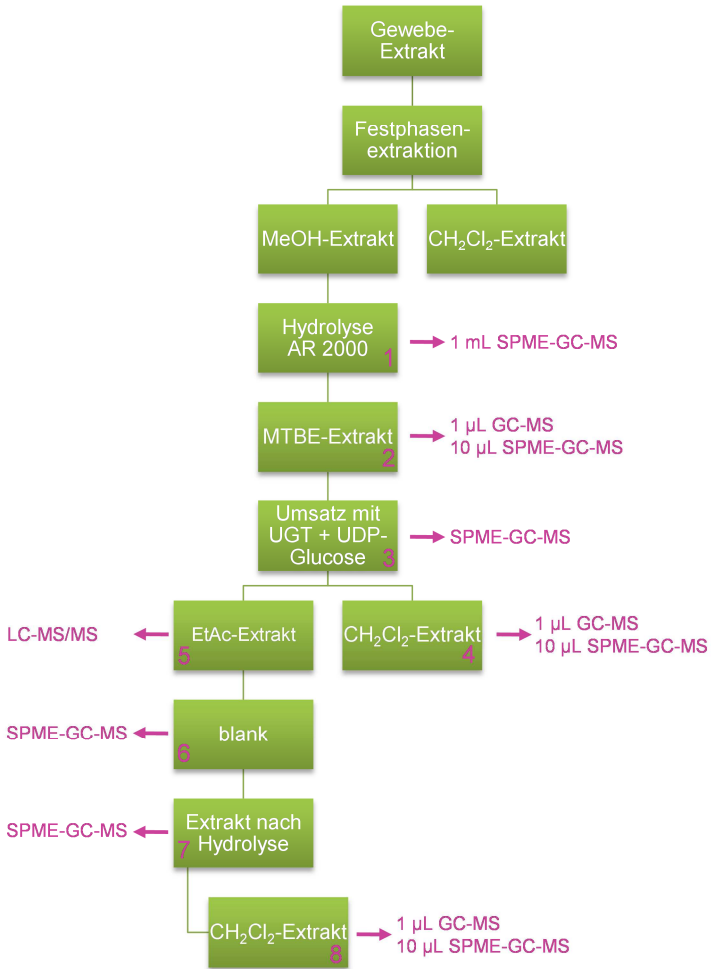 Gewebe-
Extrakt
Festphasen-
extraktion
MeOH-Extrakt
CH₂Cl₂-Extrakt
Hydrolyse
AR 2000
1
1 mL SPME-GC-MS
MTBE-Extrakt
2
1 µL GC-MS
10 µL SPME-GC-MS
Umsatz mit
UGT + UDP-
Glucose
3
SPME-GC-MS
LC-MS/MS
EtAc-Extrakt
5
CH₂Cl₂-Extrakt
4
1 µL GC-MS
10 µL SPME-GC-MS
SPME-GC-MS
blank
6
SPME-GC-MS
Extrakt nach
Hydrolyse
7
CH₂Cl₂-Extrakt
8
1 µL GC-MS
10 µL SPME-GC-MS